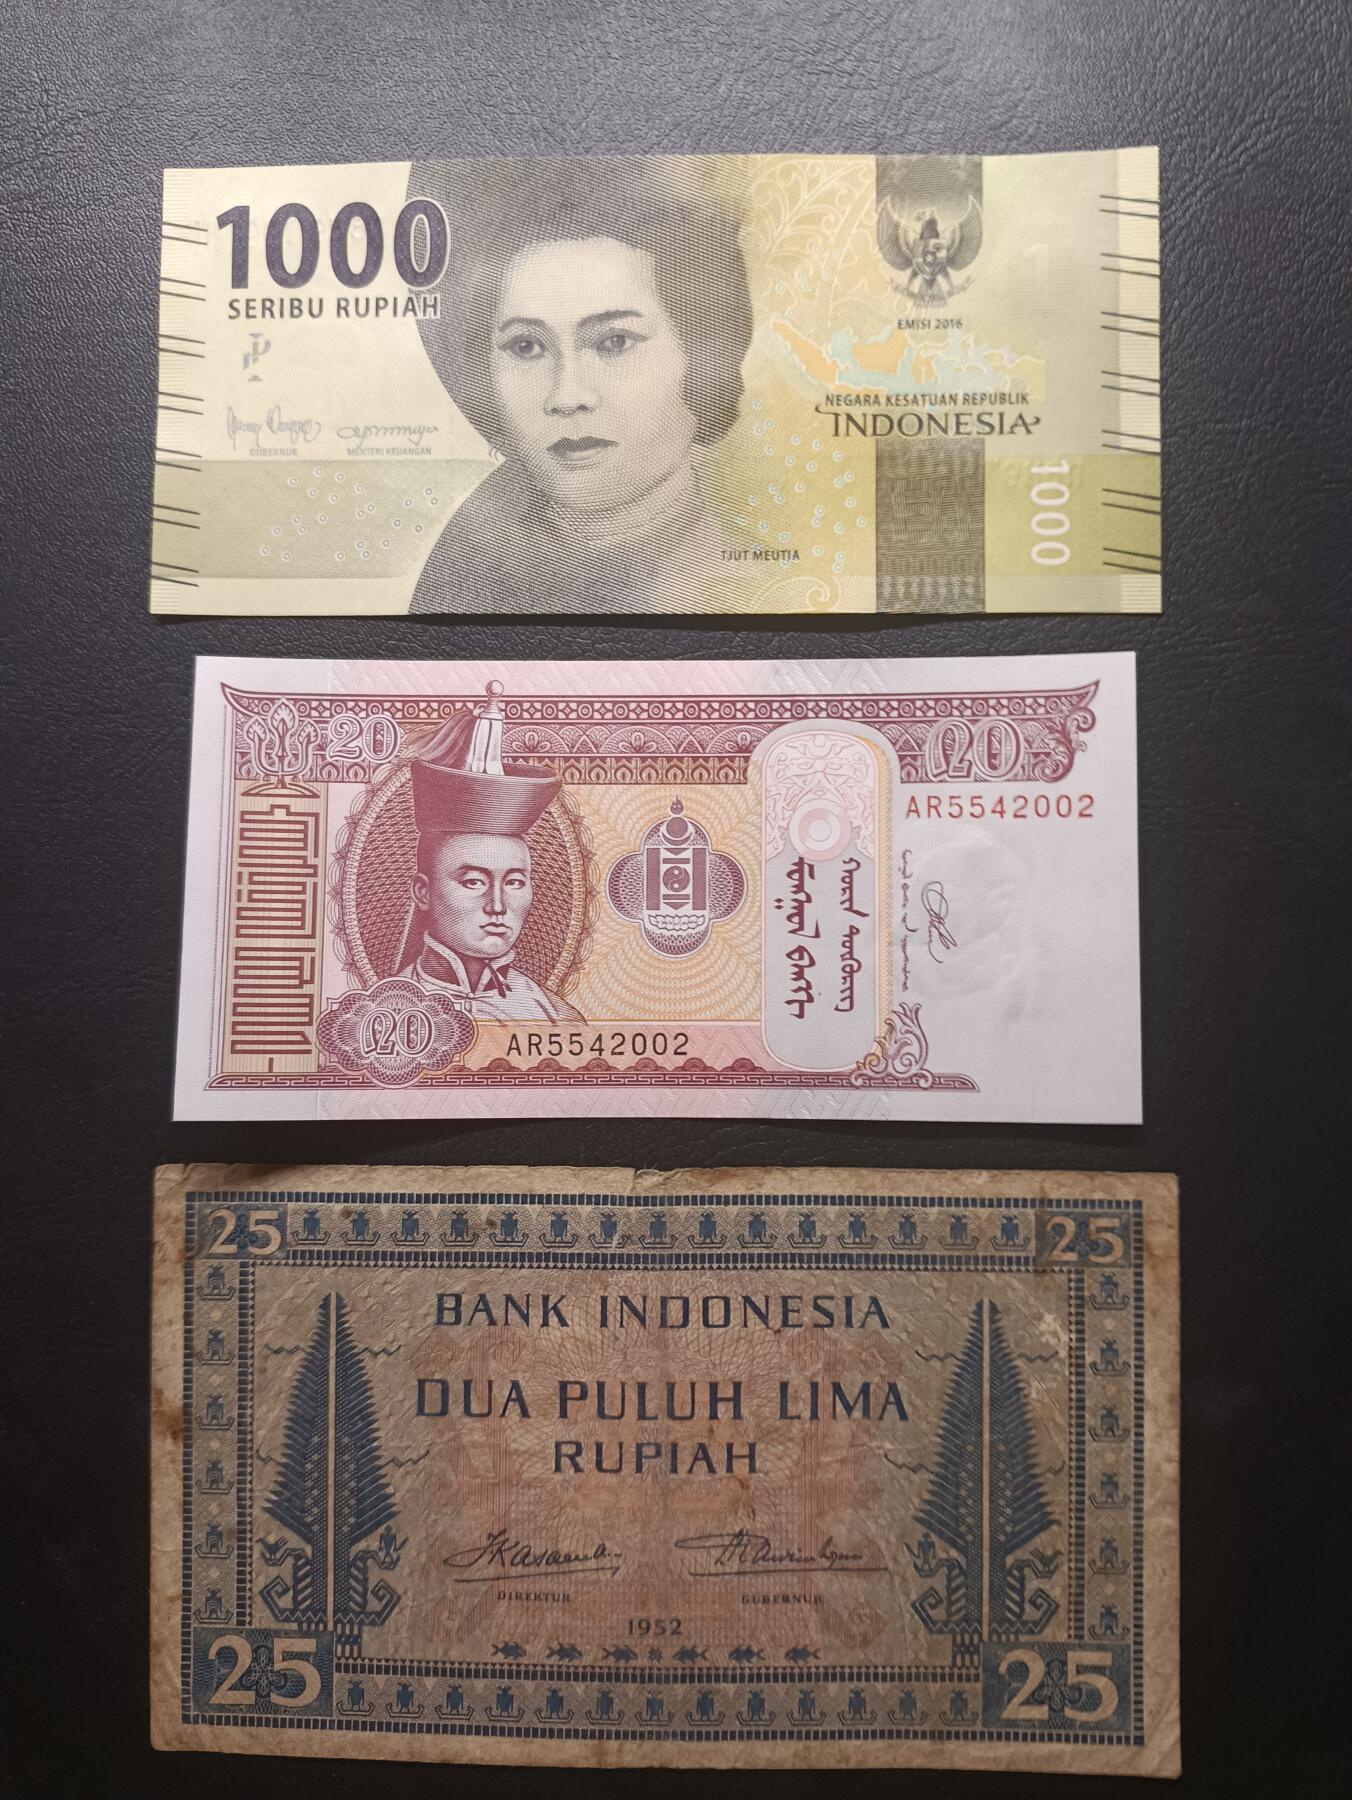 1000
SERIBU RUPIAH
GUBERNUR
MENTERI KEUANGAN
EMISI 2016
NEGARA KESATUAN REPUBLIK
INDONESIA
1000
TJUT MEUTIA
20
20
AR5542002
20
AR5542002
25
25
BANK INDONESIA
DUA PULUH LIMA
RUPIAH
DIREKTUR
GUBERNUR
1952
25
25